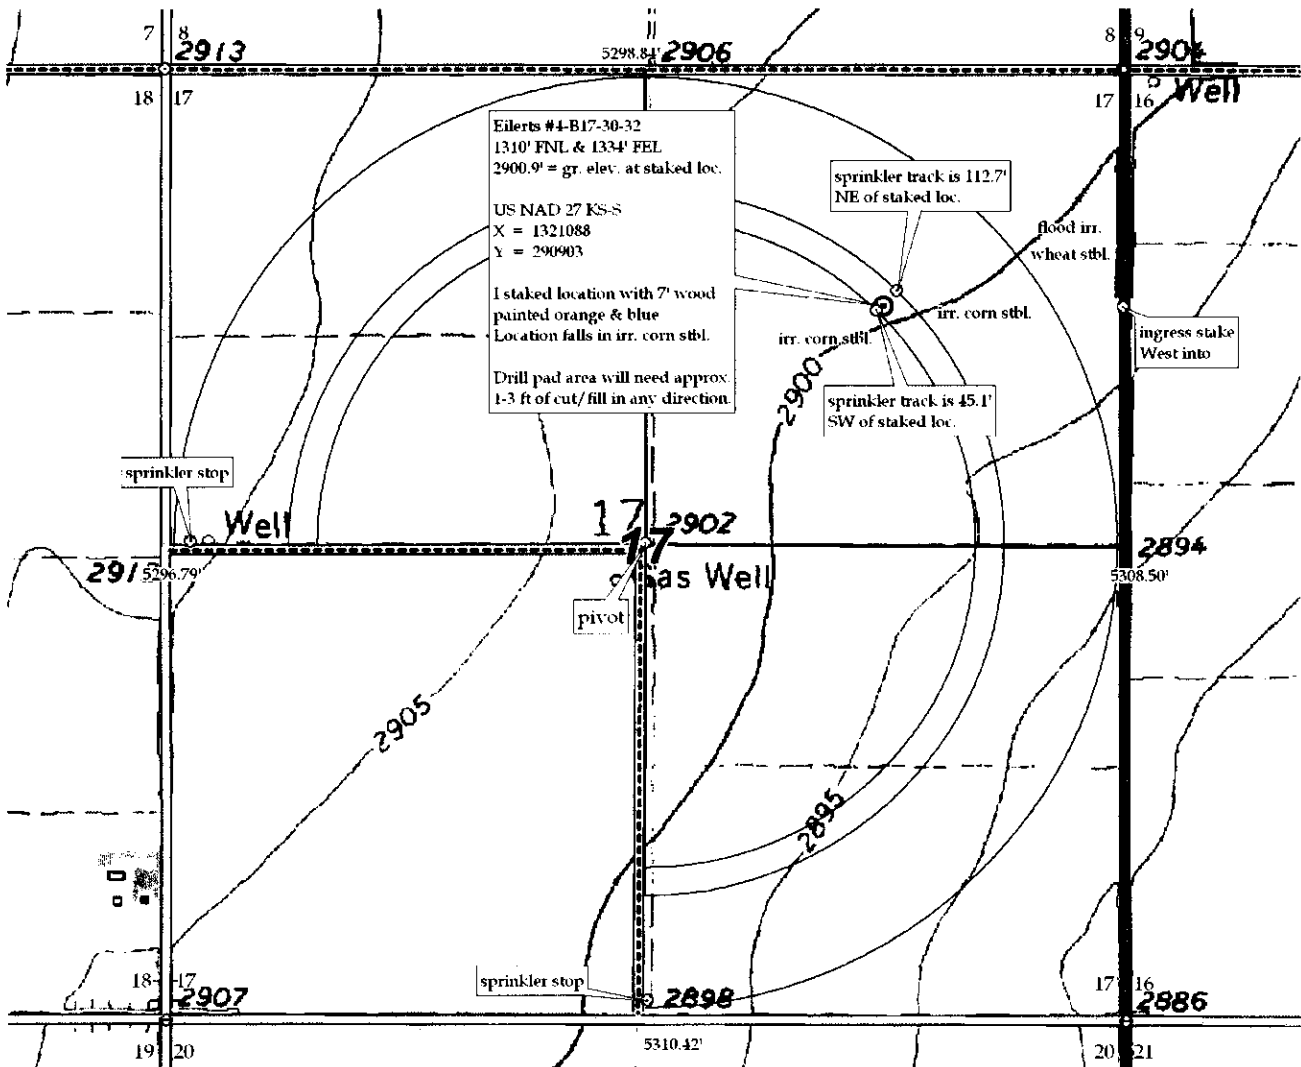 7 8
2913
5298.84'
2906
8 9
2904
18 17
17 16
Well
Eilerts #4-B17-30-32
1310' FNL & 1334' FEL
2900.9' = gr. elev. at staked loc.
US NAD 27 KS-S
X = 1321088
Y = 290903
I staked location with 7' wood
painted orange & blue
Location falls in irr. corn stbl.
Drill pad area will need approx.
1-3 ft of cut/fill in any direction.
sprinkler track is 112.7'
NE of staked loc.
flood irr.
wheat stbl.
irr. corn stbl.
irr. corn stbl.
ingress stake
West into
2900
sprinkler track is 45.1'
SW of staked loc.
sprinkler stop
Well
17
2902
17
2894
5296.79'
Gas Well
5308.50'
pivot
2905
2895
18 17
sprinkler stop
17 16
2907
2898
2886
19 20
5310.42'
20 21